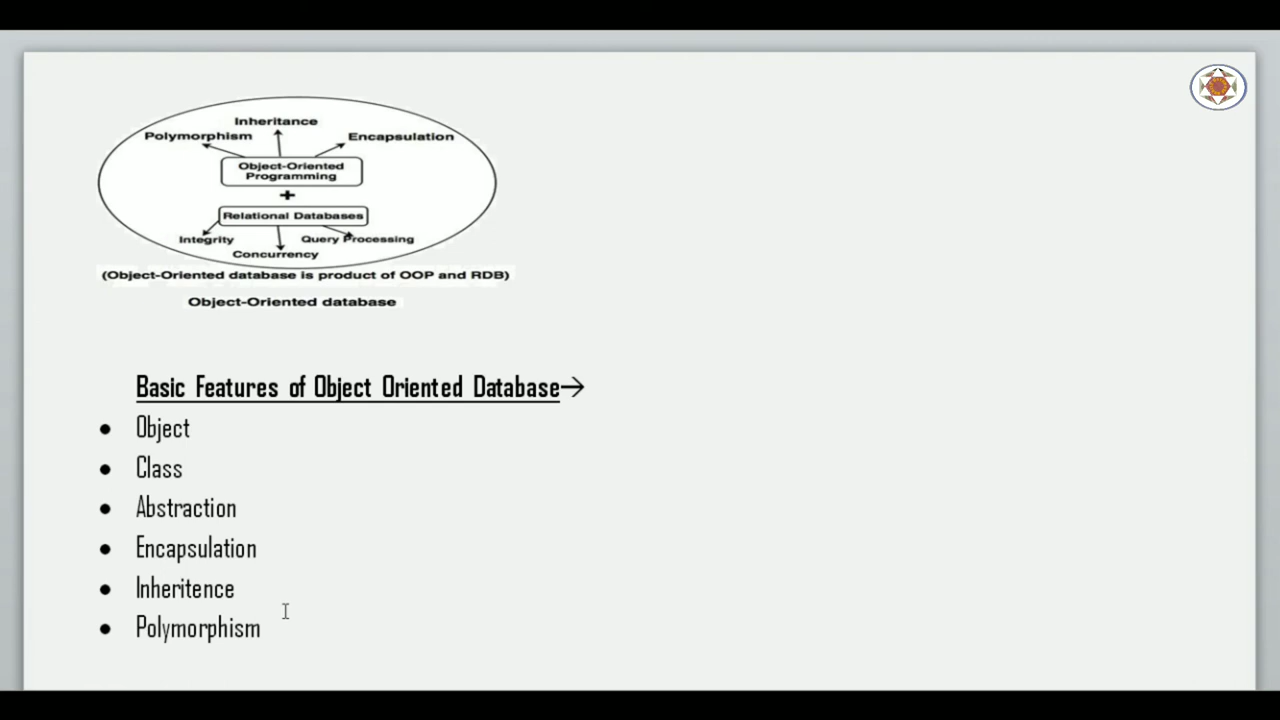 Inheritance
Polymorphism Encapsulation
Object-Oriented
Programming
+
Relational Databases
Integrity Query Processing
Concurrency
(Object-Oriented database is product of OOP and RDB)
Object-Oriented database
Basic Features of Object Oriented Database→
• Object
• Class
• Abstraction
• Encapsulation
• Inheritence
• Polymorphism